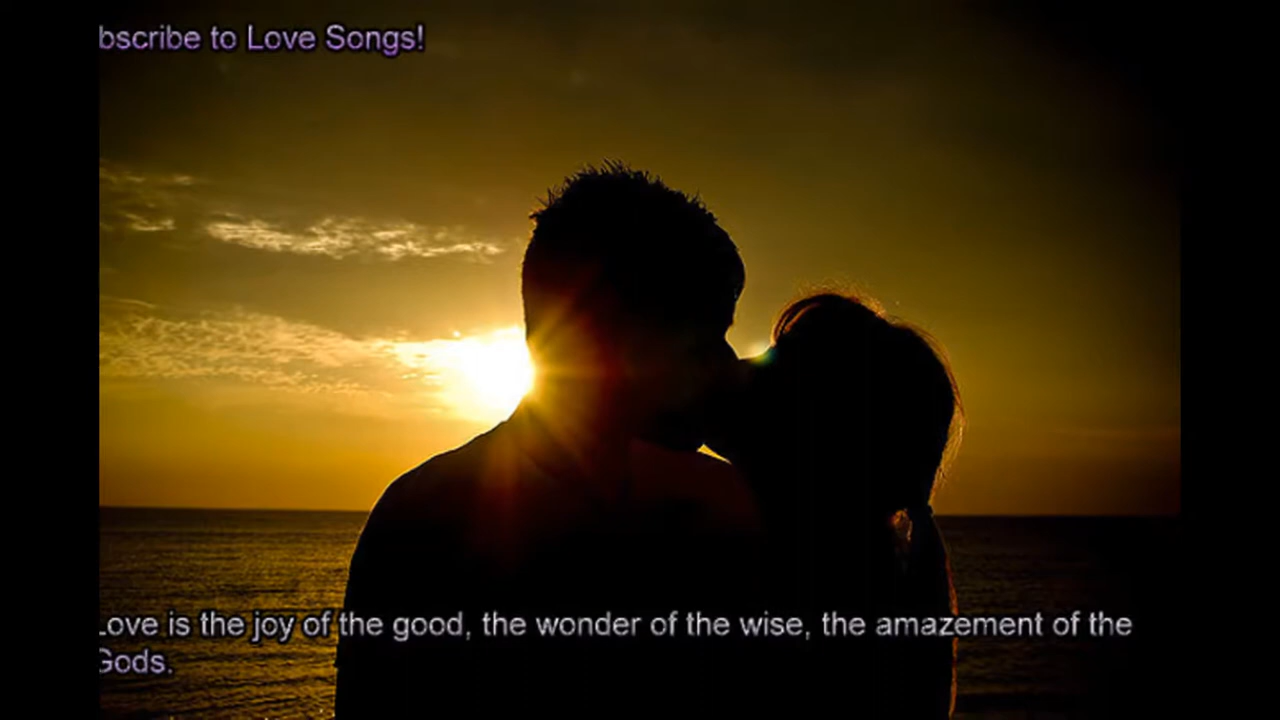 bscribe to Love Songs!
Love is the joy of the good, the wonder of the wise, the amazement of the
Gods.